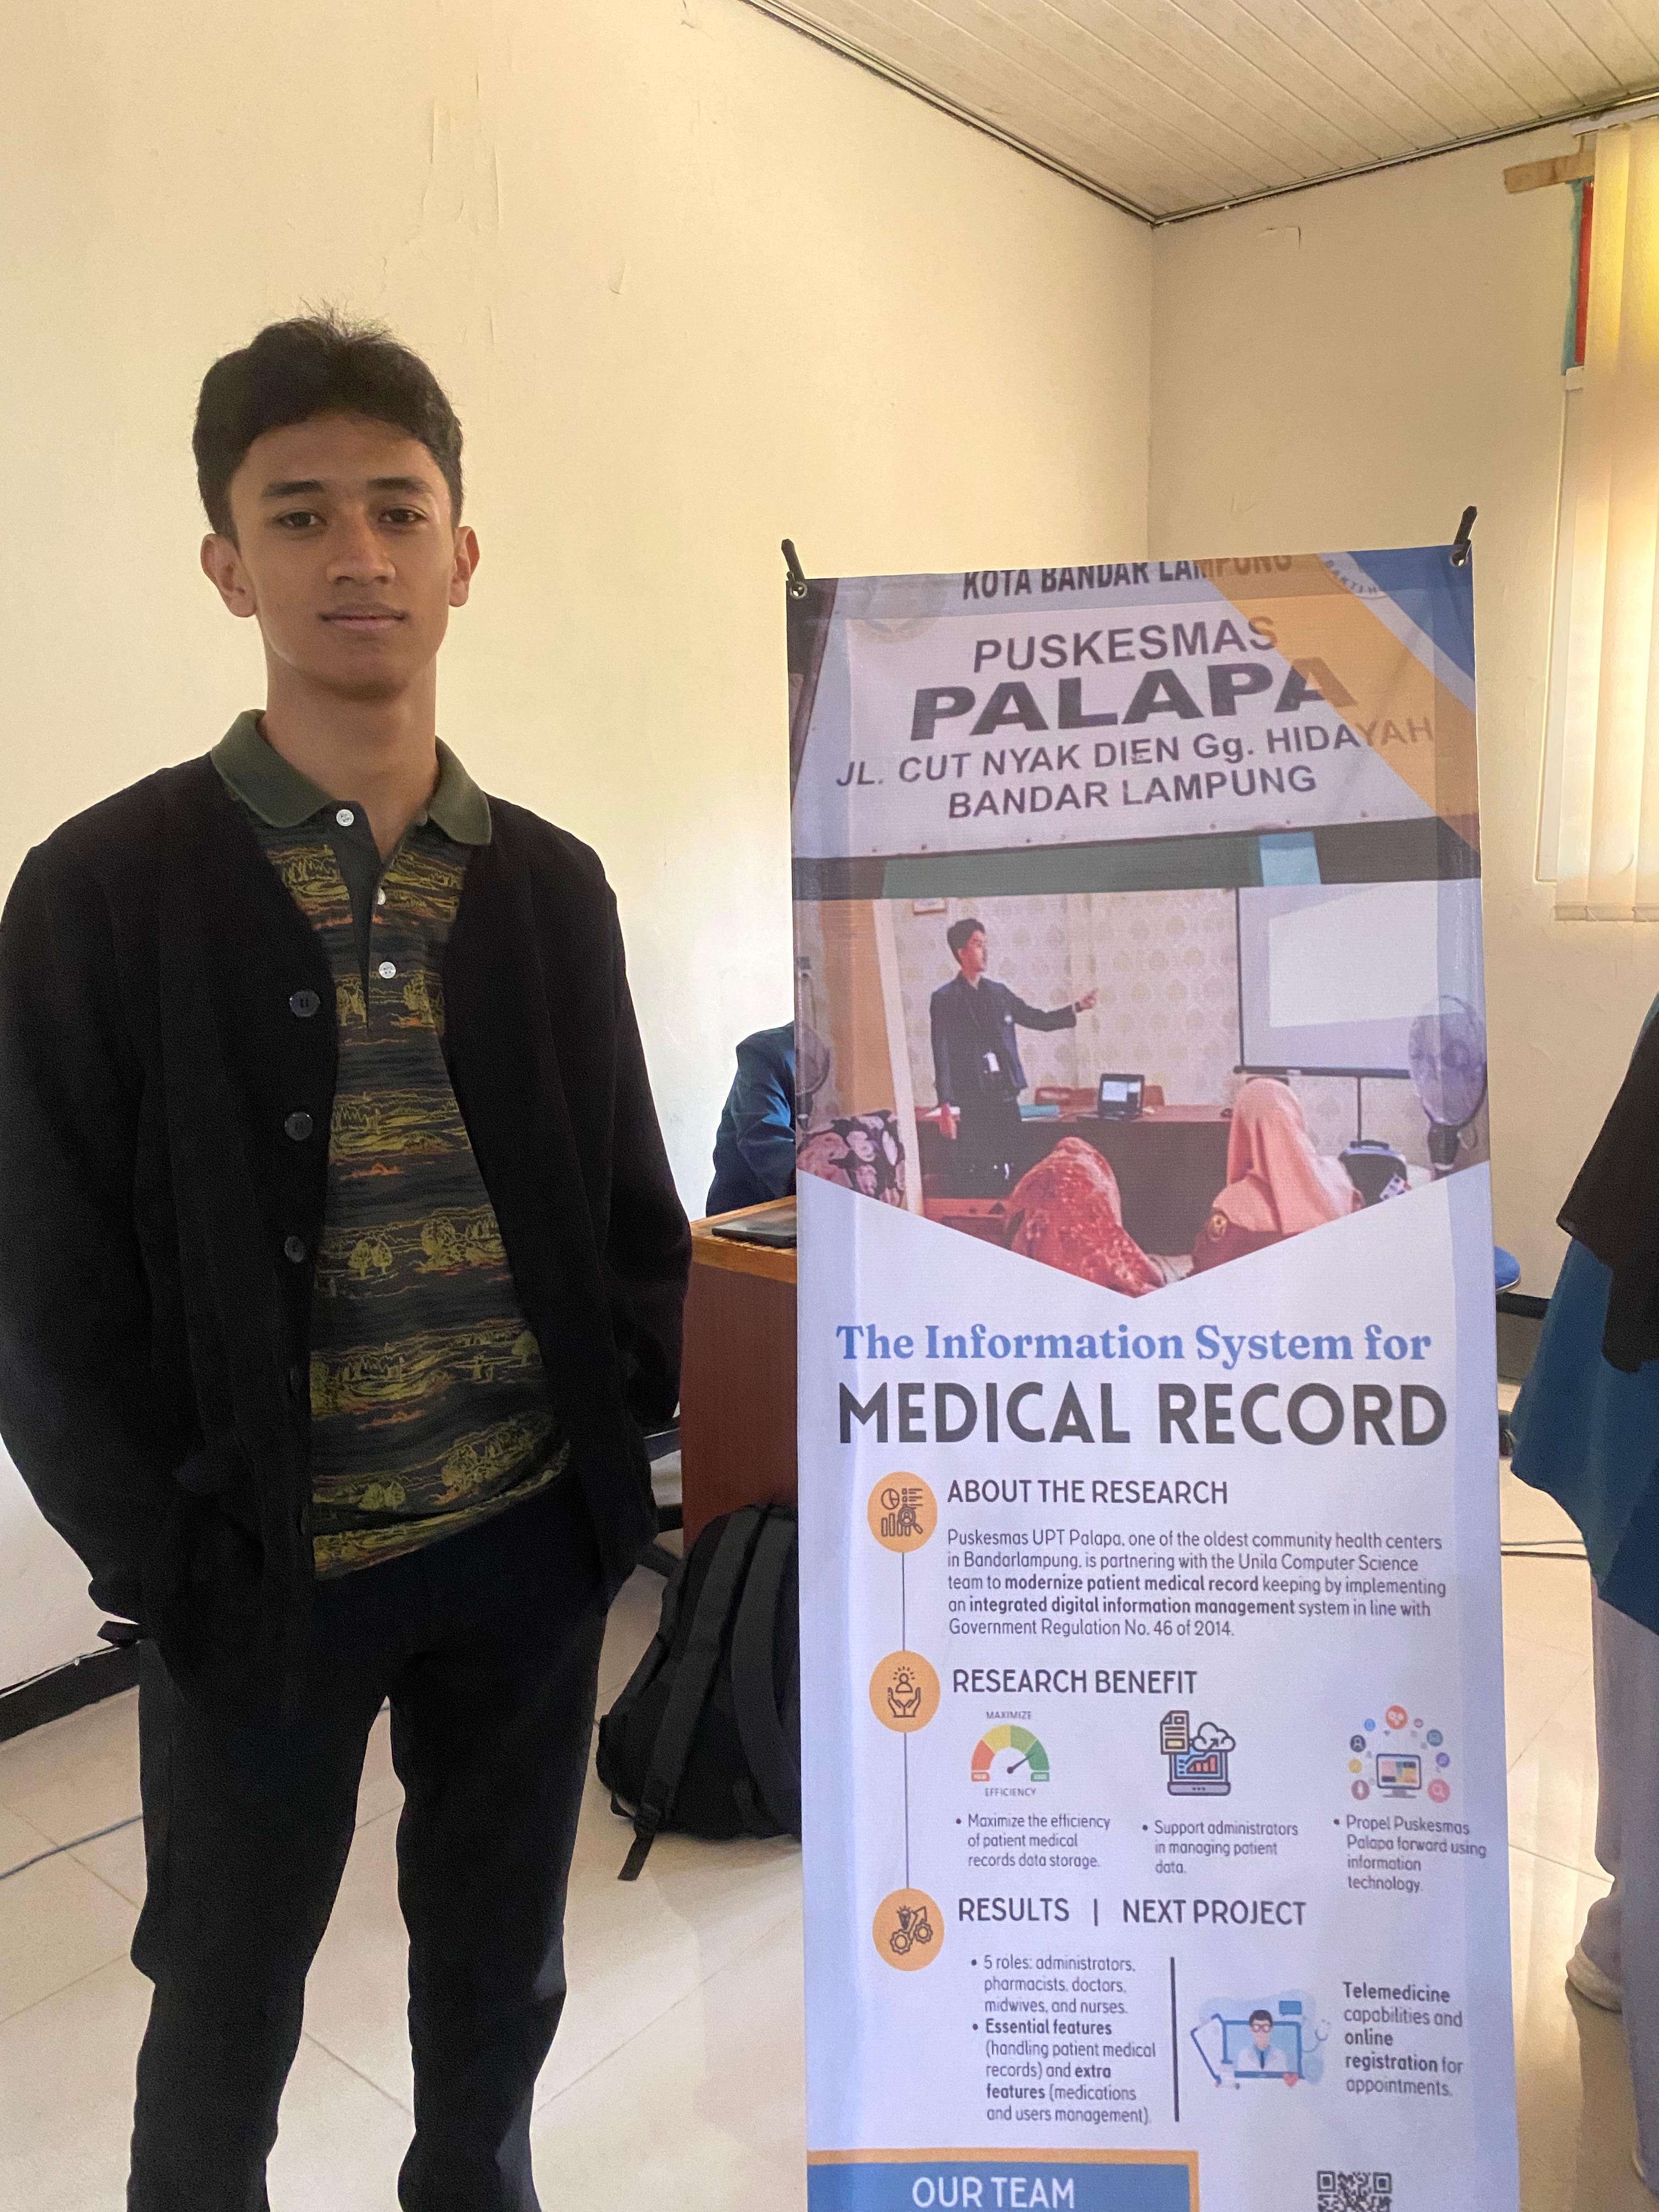 KOTA BANDAR LAMPUNG
PUSKESMAS
PALAPA
JL. CUT NYAK DIEN Gg. HIDAYAH
BANDAR LAMPUNG
The Information System for
MEDICAL RECORD
ABOUT THE RESEARCH
Puskesmas UPT Palapa, one of the oldest community health centers
in Bandarlampung, is partnering with the Unila Computer Science
team to modernize patient medical record keeping by implementing
an integrated digital information management system in line with
Government Regulation No. 46 of 2014.
RESEARCH BENEFIT
MAXIMIZE
EFFICIENCY
• Maximize the efficiency
of patient medical
records data storage.
• Support administrators
in managing patient
data.
• Propel Puskesmas
Palapa forward using
information
technology.
RESULTS | NEXT PROJECT
• 5 roles: administrators,
pharmacists, doctors,
midwives, and nurses.
• Essential features
(handling patient medical
records) and extra
features (medications
and users management).
Telemedicine
capabilities and
online
registration for
appointments.
OUR TEAM